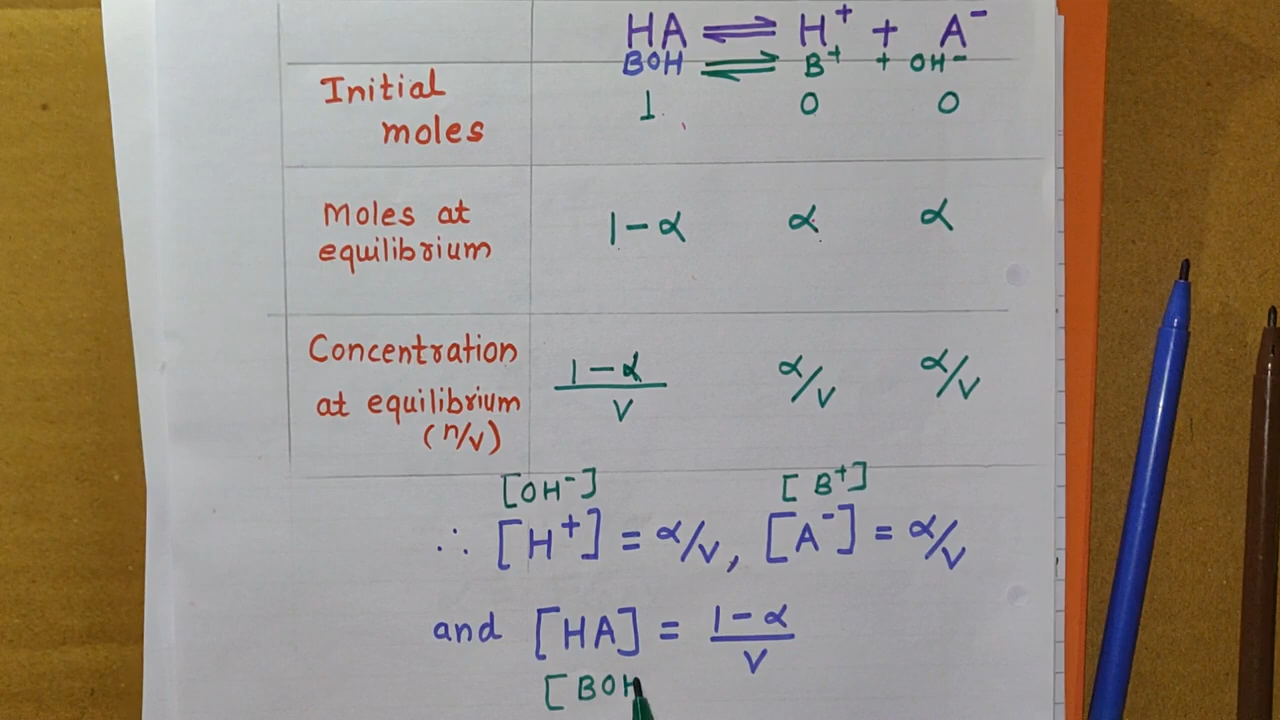 HA ⇌ H⁺ + A⁻
BOH ⇌ B⁺ + OH⁻
Initial moles 1 0 0
Moles at equilibrium 1-α α α
Concentration at equilibrium (n/v) 1-α/v α/v α/v
[OH⁻] [B⁺]
∴ [H⁺] = α/v, [A⁻] = α/v
and [HA] = 1-α/v
[BOH